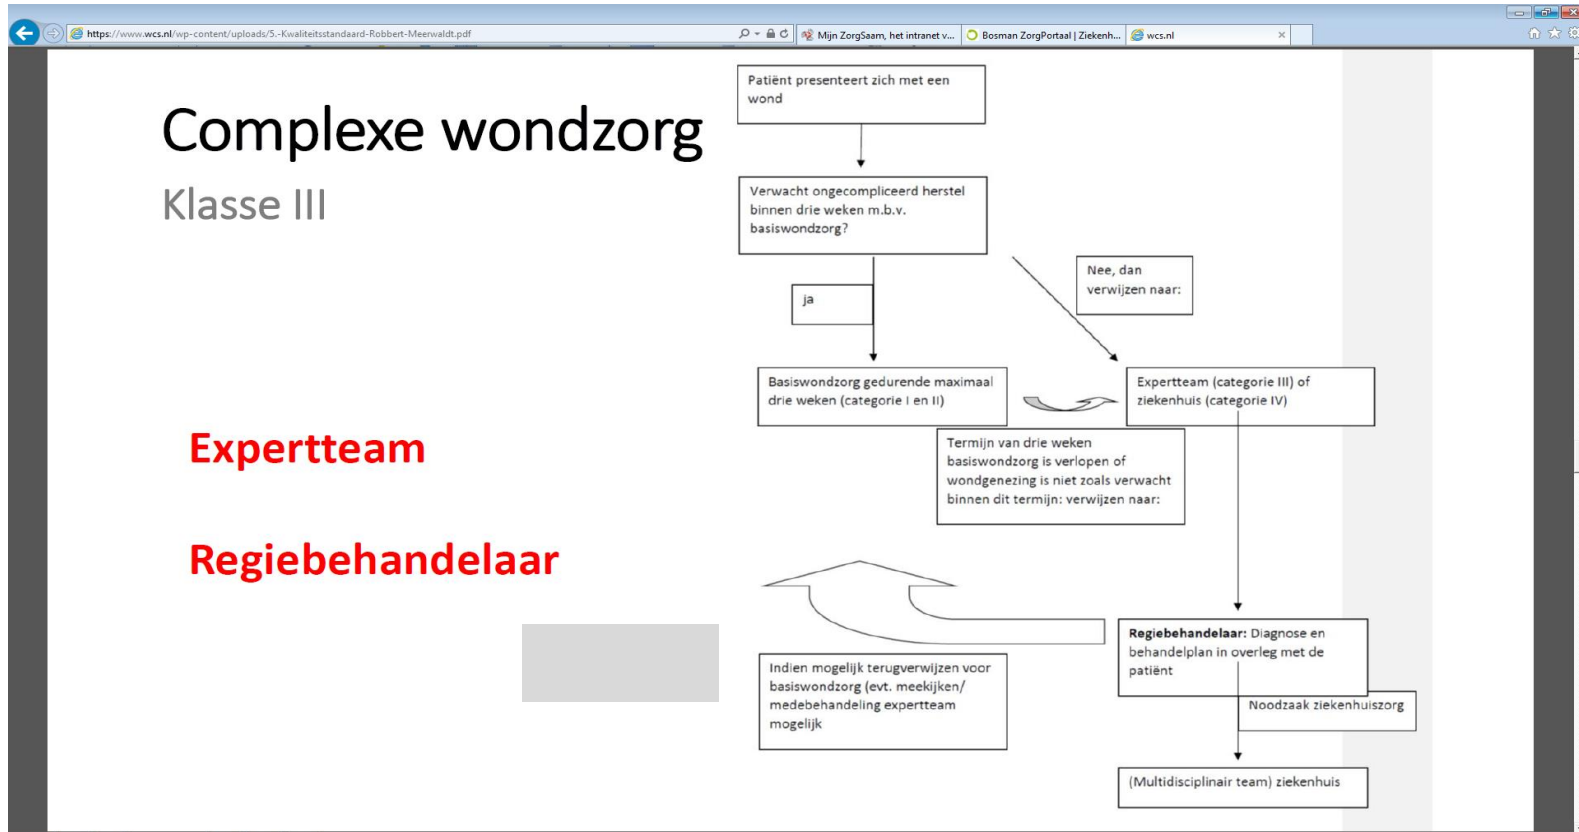 https://www.wcs.nl/wp-content/uploads/5.-Kwaliteitsstandaard-Robbert-Meerwaldt.pdf
Mijn ZorgSaam, het intranet v...
Bosman ZorgPortaal | Ziekenh...
wcs.nl
Complexe wondzorg
Klasse III
Expertteam
Regiebehandelaar
Patiënt presenteert zich met een
wond
Verwacht ongecompliceerd herstel
binnen drie weken m.b.v.
basiswondzorg?
ja
Nee, dan
verwijzen naar:
Basiswondzorg gedurende maximaal
drie weken (categorie I en II)
Expertteam (categorie III) of
ziekenhuis (categorie IV)
Termijn van drie weken
basiswondzorg is verlopen of
wondgenezing is niet zoals verwacht
binnen dit termijn: verwijzen naar:
Regiebehandelaar: Diagnose en
behandelplan in overleg met de
patiënt
Indien mogelijk terugverwijzen voor
basiswondzorg (evt. meekijken/
medebehandeling expertteam
mogelijk
Noodzaak ziekenhuiszorg
(Multidisciplinair team) ziekenhuis